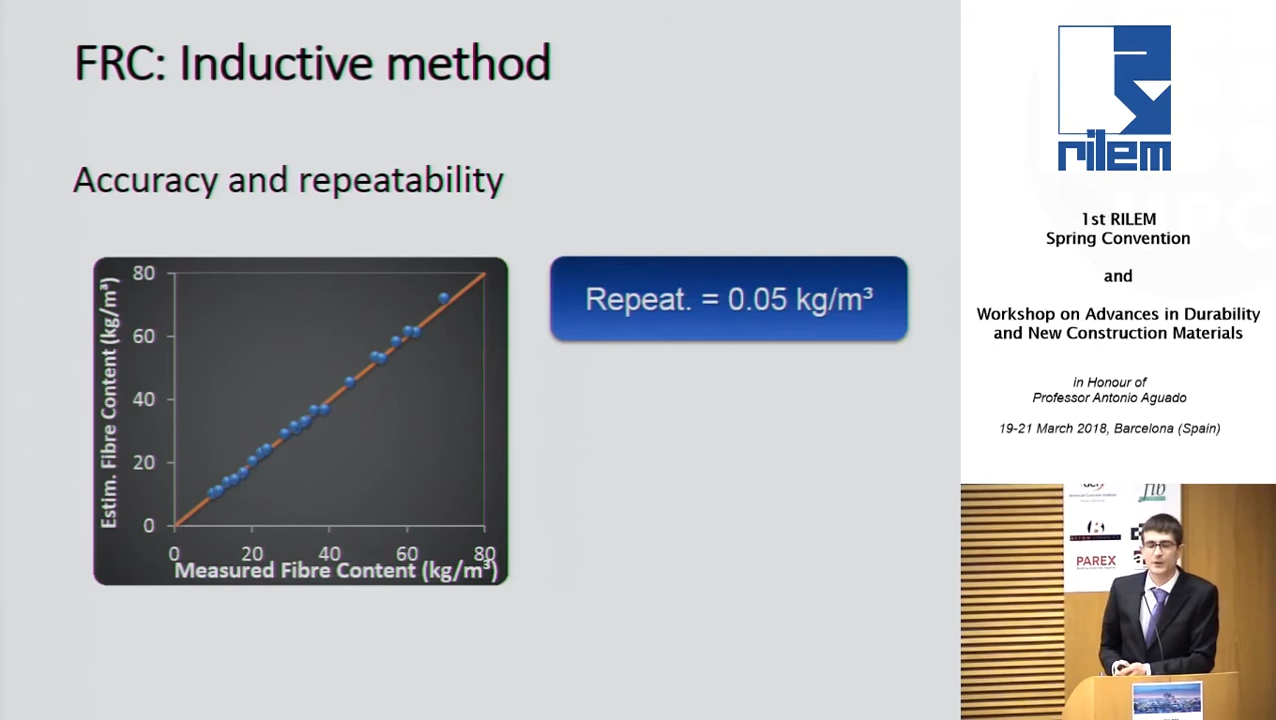 FRC: Inductive method
Accuracy and repeatability
80
60
40
20
0
0 20 40 60 80
Estim. Fibre Content (kg/m³)
Measured Fibre Content (kg/m³)
Repeat. = 0.05 kg/m³
rilem
1st RILEM
Spring Convention
and
Workshop on Advances in Durability
and New Construction Materials
in Honour of
Professor Antonio Aguado
19-21 March 2018, Barcelona (Spain)
American Concrete Institute
fib
PAREX